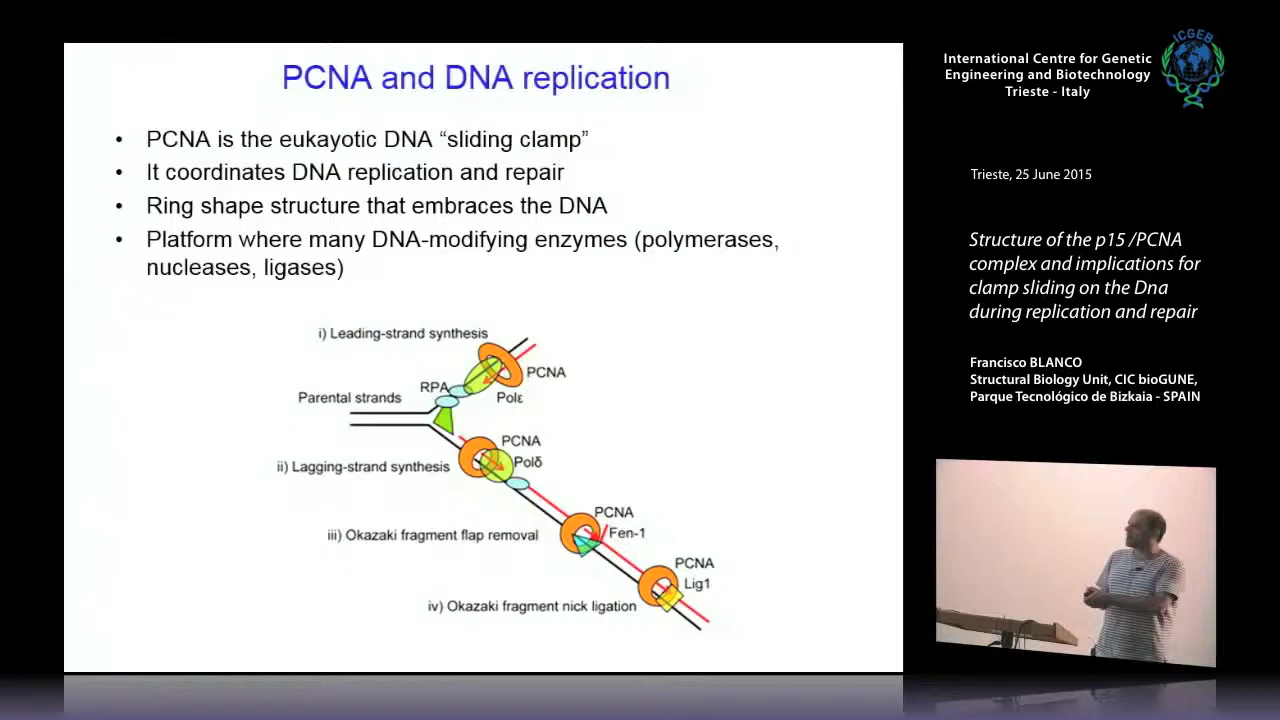 PCNA and DNA replication
• PCNA is the eukayotic DNA “sliding clamp”
• It coordinates DNA replication and repair
• Ring shape structure that embraces the DNA
• Platform where many DNA-modifying enzymes (polymerases,
nucleases, ligases)
i) Leading-strand synthesis
PCNA
RPA
Polε
Parental strands
PCNA
Polδ
ii) Lagging-strand synthesis
PCNA
Fen-1
iii) Okazaki fragment flap removal
PCNA
Lig1
iv) Okazaki fragment nick ligation
International Centre for Genetic
Engineering and Biotechnology
Trieste - Italy
ICGEB
Trieste, 25 June 2015
Structure of the p15 /PCNA
complex and implications for
clamp sliding on the Dna
during replication and repair
Francisco BLANCO
Structural Biology Unit, CIC bioGUNE,
Parque Tecnológico de Bizkaia - SPAIN